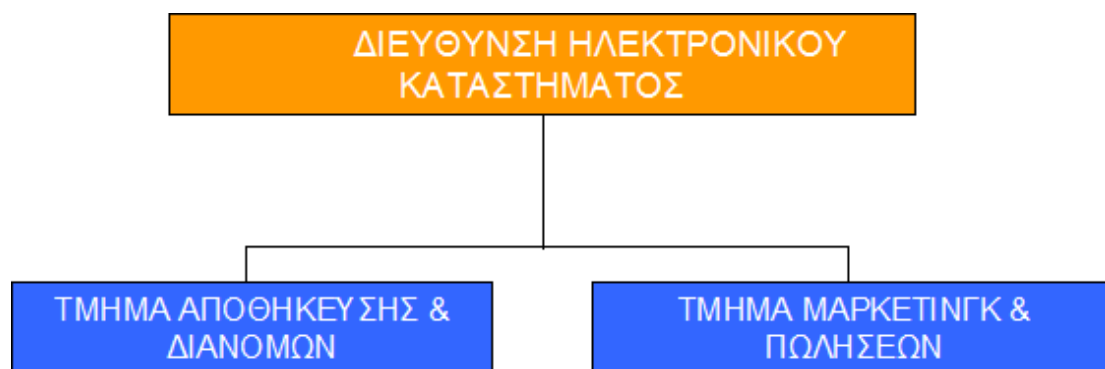 ΔΙΕΥΘΥΝΣΗ ΗΛΕΚΤΡΟΝΙΚΟΥ
ΚΑΤΑΣΤΗΜΑΤΟΣ
ΤΜΗΜΑ ΑΠΟΘΗΚΕΥΣΗΣ &
ΔΙΑΝΟΜΩΝ
ΤΜΗΜΑ ΜΑΡΚΕΤΙΝΓΚ &
ΠΩΛΗΣΕΩΝ